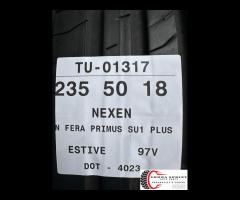 TU-01317
235 50 18
NEXEN
N FERA PRIMUS SU1 PLUS
ESTIVE 97V
DOT - 4023